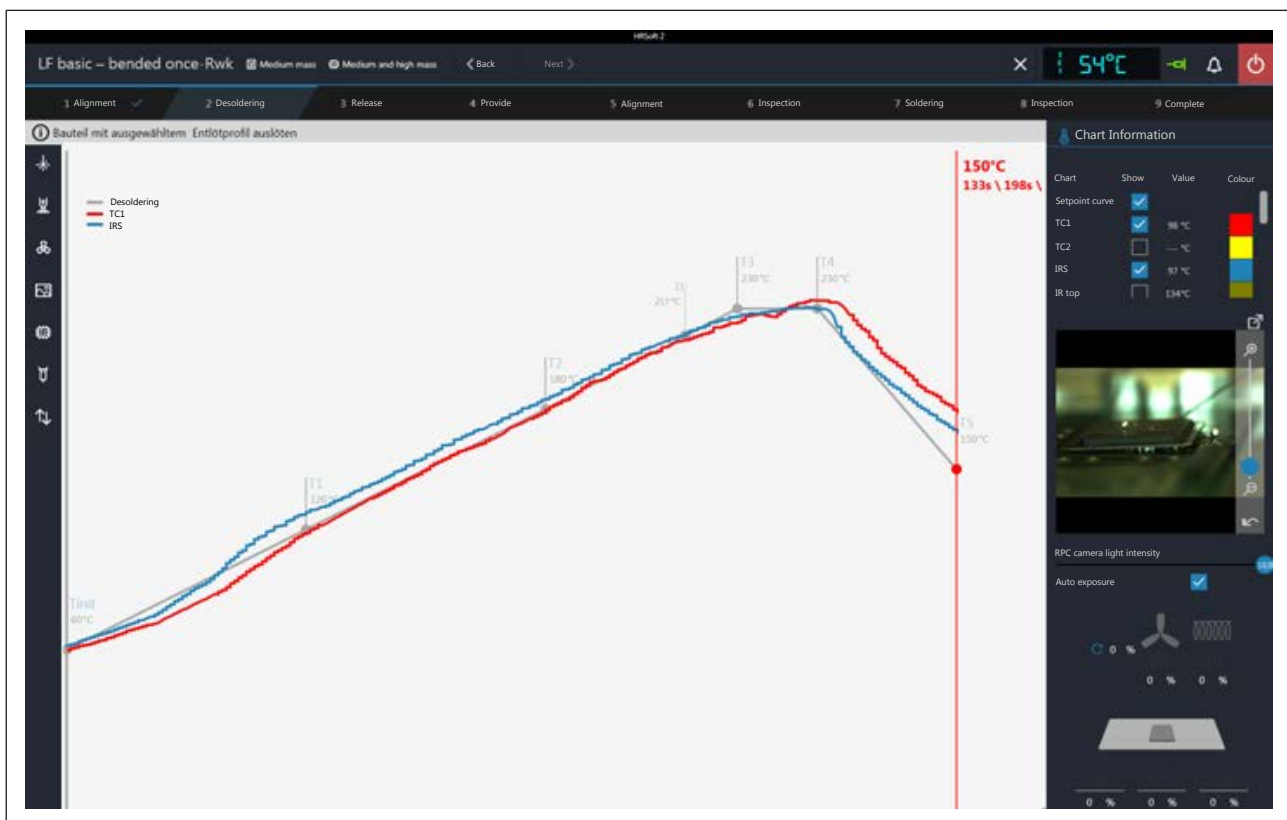 HRSoft 2
LF basic – bended once-Rwk Medium mass Medium and high mass Back Next 54°C
1 Alignment 2 Desoldering 3 Release 4 Provide 5 Alignment 6 Inspection 7 Soldering 8 Inspection 9 Complete
Bauteil mit ausgewähltem Entlötprofil auslöten
Desoldering
TC1
IRS
Tinit
60°C
T1
T2
180°C
217°C
T3
230°C
T4
230°C
150°C
133s \ 198s \
T5
150°C
Chart Information
Chart Show Value Colour
Setpoint curve
TC1 98 °C
TC2 --- °C
IRS 97 °C
IR top 134°C
RPC camera light intensity
Auto exposure
0 %
0 % 0 %
0 % 0 % 0 %